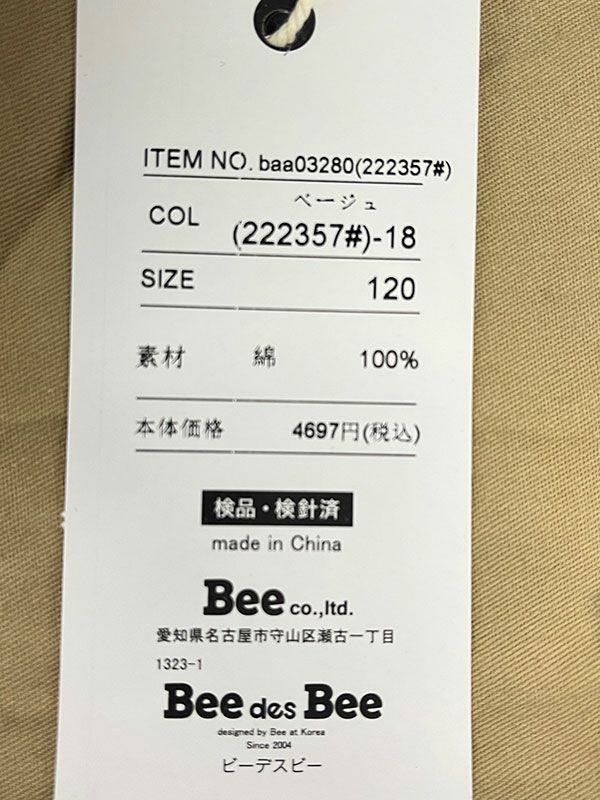 ITEM NO. baa03280(222357#)
ベージュ
COL (222357#)-18
SIZE 120
素材 綿 100%
本体価格 4697円(税込)
検品・検針済
made in China
Bee co.,ltd.
愛知県名古屋市守山区瀬古一丁目
1323-1
Bee des Bee
designed by Bee at Korea
Since 2004
ビーデスビー